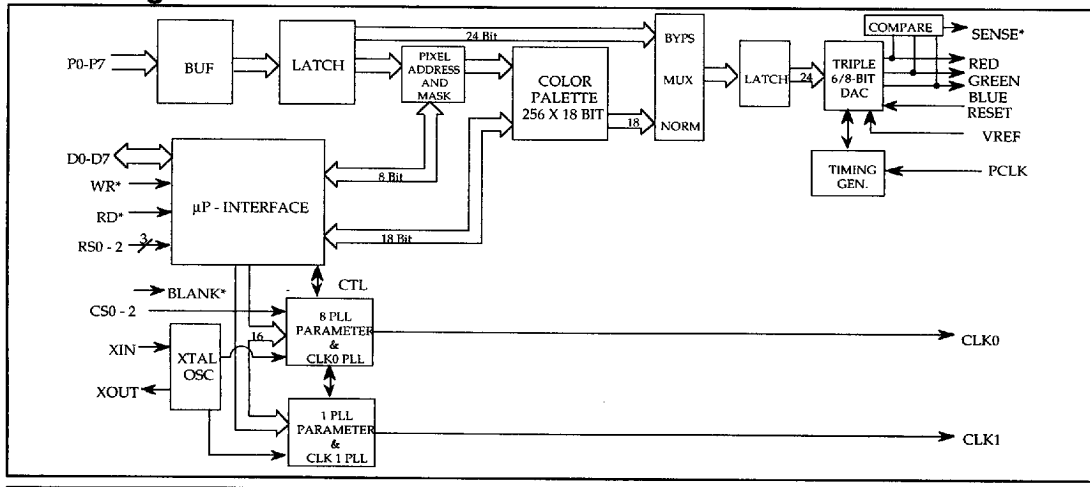 COMPARE
SENSE*
24 Bit
P0-P7
BUF
LATCH
PIXEL
ADDRESS
AND
MASK
COLOR
PALETTE
256 X 18 BIT
18
BYPS
MUX
NORM
LATCH
24
TRIPLE
6/8-BIT
DAC
RED
GREEN
BLUE
RESET
VREF
TIMING
GEN.
PCLK
D0-D7
WR*
RD*
RS0 - 2
3
µP - INTERFACE
8 Bit
18 Bit
BLANK*
CS0 - 2
CTL
XIN
XOUT
XTAL
OSC
16
8 PLL
PARAMETER
&
CLK0 PLL
CLK0
1 PLL
PARAMETER
&
CLK 1 PLL
CLK1